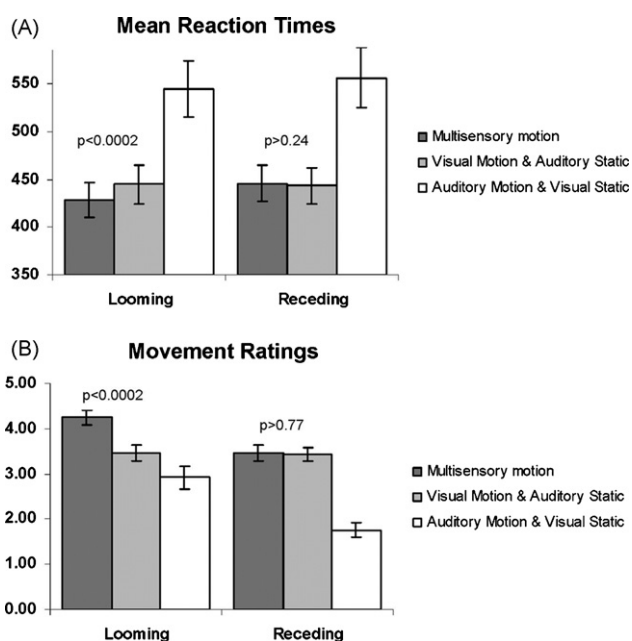 (A)
Mean Reaction Times
550
500
450
400
350
p<0.0002
p>0.24
Looming
Receding
Multisensory motion
Visual Motion & Auditory Static
Auditory Motion & Visual Static
(B)
Movement Ratings
5.00
4.00
3.00
2.00
1.00
0.00
p<0.0002
p>0.77
Looming
Receding
Multisensory motion
Visual Motion & Auditory Static
Auditory Motion & Visual Static